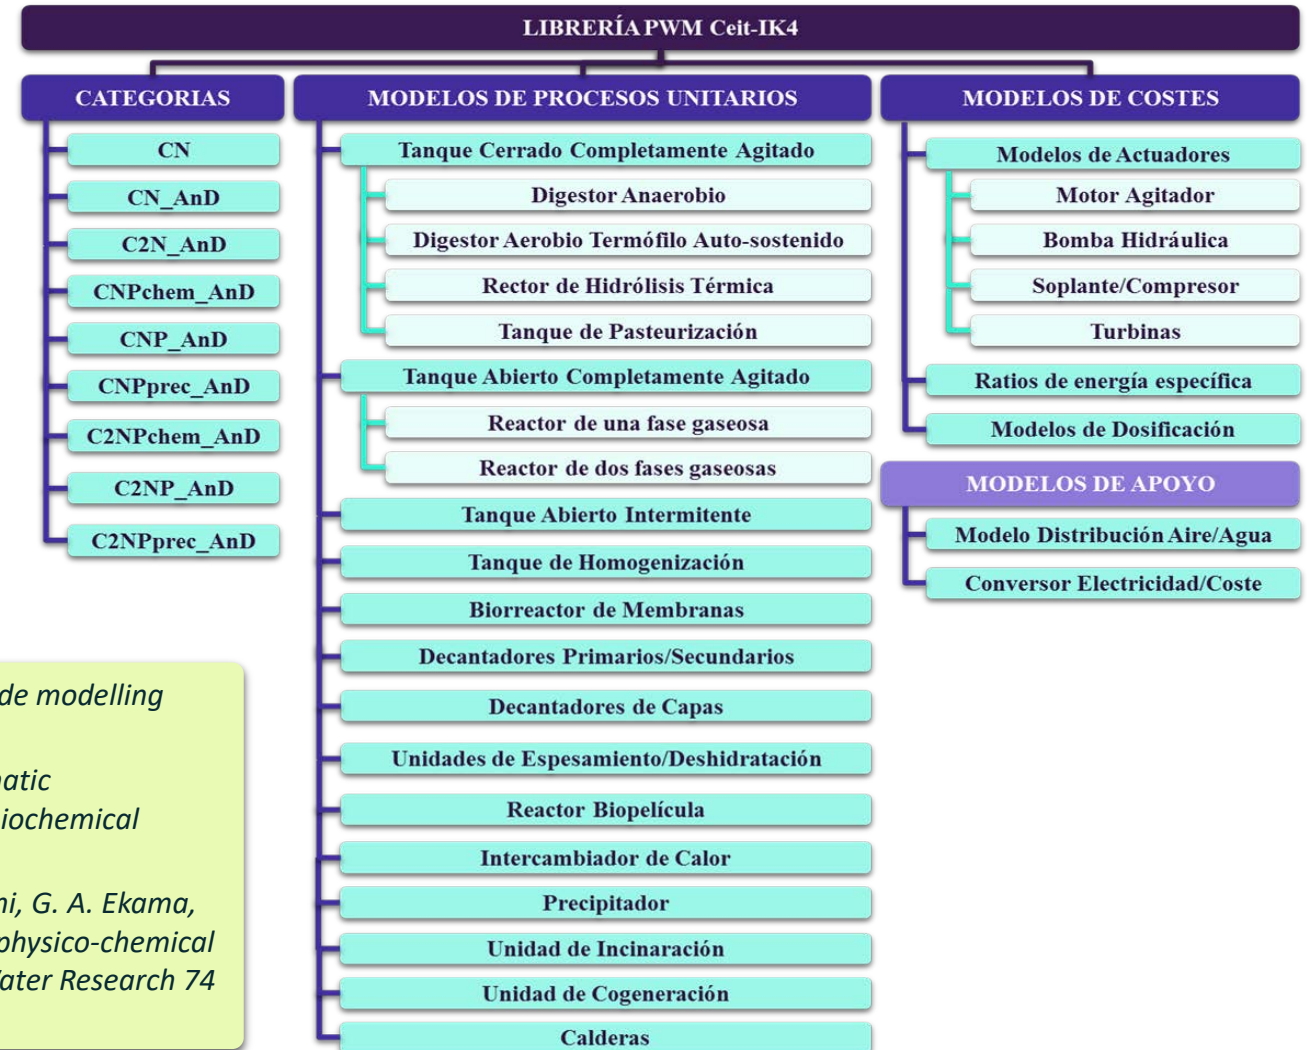 LIBRERÍA PWM Ceit-IK4
CATEGORIAS
CN
CN_AnD
C2N_AnD
CNPchem_AnD
CNP_AnD
CNPprec_AnD
C2NPchem_AnD
C2NP_AnD
C2NPprec_AnD
MODELOS DE PROCESOS UNITARIOS
Tanque Cerrado Completamente Agitado
Digestor Anaerobio
Digestor Aerobio Termófilo Auto-sostenido
Rector de Hidrólisis Térmica
Tanque de Pasteurización
Tanque Abierto Completamente Agitado
Reactor de una fase gaseosa
Reactor de dos fases gaseosas
Tanque Abierto Intermitente
Tanque de Homogenización
Biorreactor de Membranas
Decantadores Primarios/Secundarios
Decantadores de Capas
Unidades de Espesamiento/Deshidratación
Reactor Biopelícula
Intercambiador de Calor
Precipitador
Unidad de Incinaración
Unidad de Cogeneración
Calderas
MODELOS DE COSTES
Modelos de Actuadores
Motor Agitador
Bomba Hidráulica
Soplante/Compresor
Turbinas
Ratios de energía específica
Modelos de Dosificación
MODELOS DE APOYO
Modelo Distribución Aire/Agua
Conversor Electricidad/Coste
de modelling
iochemical
G. A. Ekama,
physico-chemical
Research 74